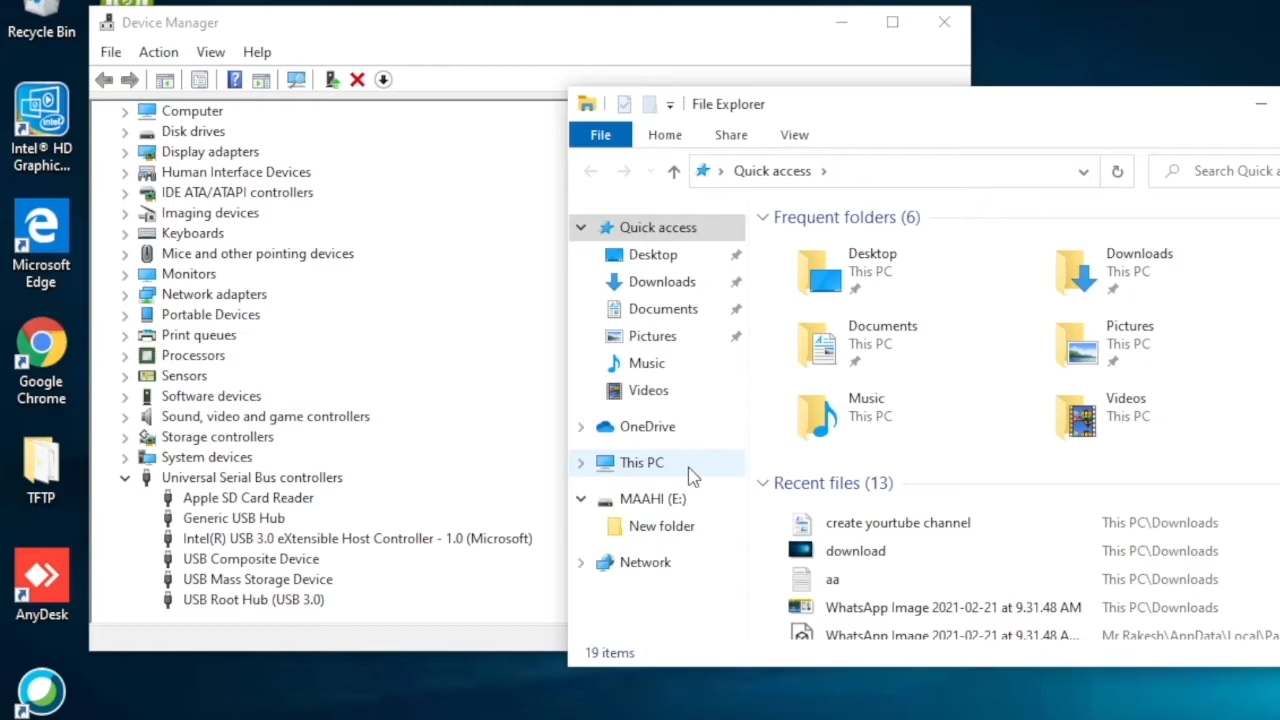 Recycle Bin
Intel® HD
Graphic...
Microsoft
Edge
Google
Chrome
TFTP
AnyDesk
Device Manager
File Action View Help
Computer
Disk drives
Display adapters
Human Interface Devices
IDE ATA/ATAPI controllers
Imaging devices
Keyboards
Mice and other pointing devices
Monitors
Network adapters
Portable Devices
Print queues
Processors
Sensors
Software devices
Sound, video and game controllers
Storage controllers
System devices
Universal Serial Bus controllers
Apple SD Card Reader
Generic USB Hub
Intel(R) USB 3.0 eXtensible Host Controller - 1.0 (Microsoft)
USB Composite Device
USB Mass Storage Device
USB Root Hub (USB 3.0)
File Explorer
File Home Share View
Quick access
Search Quick a
Quick access
Desktop
Downloads
Documents
Pictures
Music
Videos
OneDrive
This PC
MAAHI (E:)
New folder
Network
Frequent folders (6)
Desktop
This PC
Downloads
This PC
Documents
This PC
Pictures
This PC
Music
This PC
Videos
This PC
Recent files (13)
create yourtube channel This PC\Downloads
download This PC\Downloads
aa This PC\Downloads
WhatsApp Image 2021-02-21 at 9.31.48 AM This PC\Downloads
WhatsApp Image 2021-02-21 at 9.31.48 A... Mr Rakesh\AppData\Local\Pa
19 items